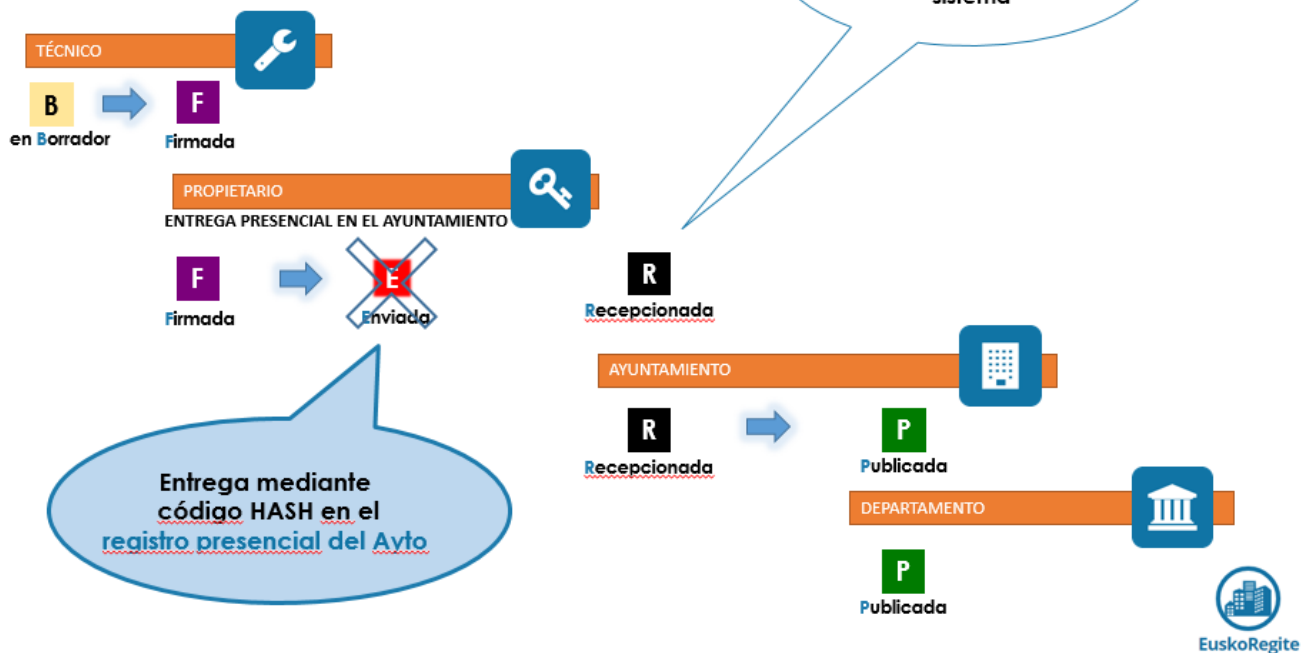 sistema
TÉCNICO
B
F
en Borrador
Firmada
PROPIETARIO
ENTREGA PRESENCIAL EN EL AYUNTAMIENTO
F
E
R
Firmada
Enviada
Recepcionada
AYUNTAMIENTO
R
P
Recepcionada
Publicada
Entrega mediante
código HASH en el
registro presencial del Ayto
DEPARTAMENTO
P
Publicada
EuskoRegite